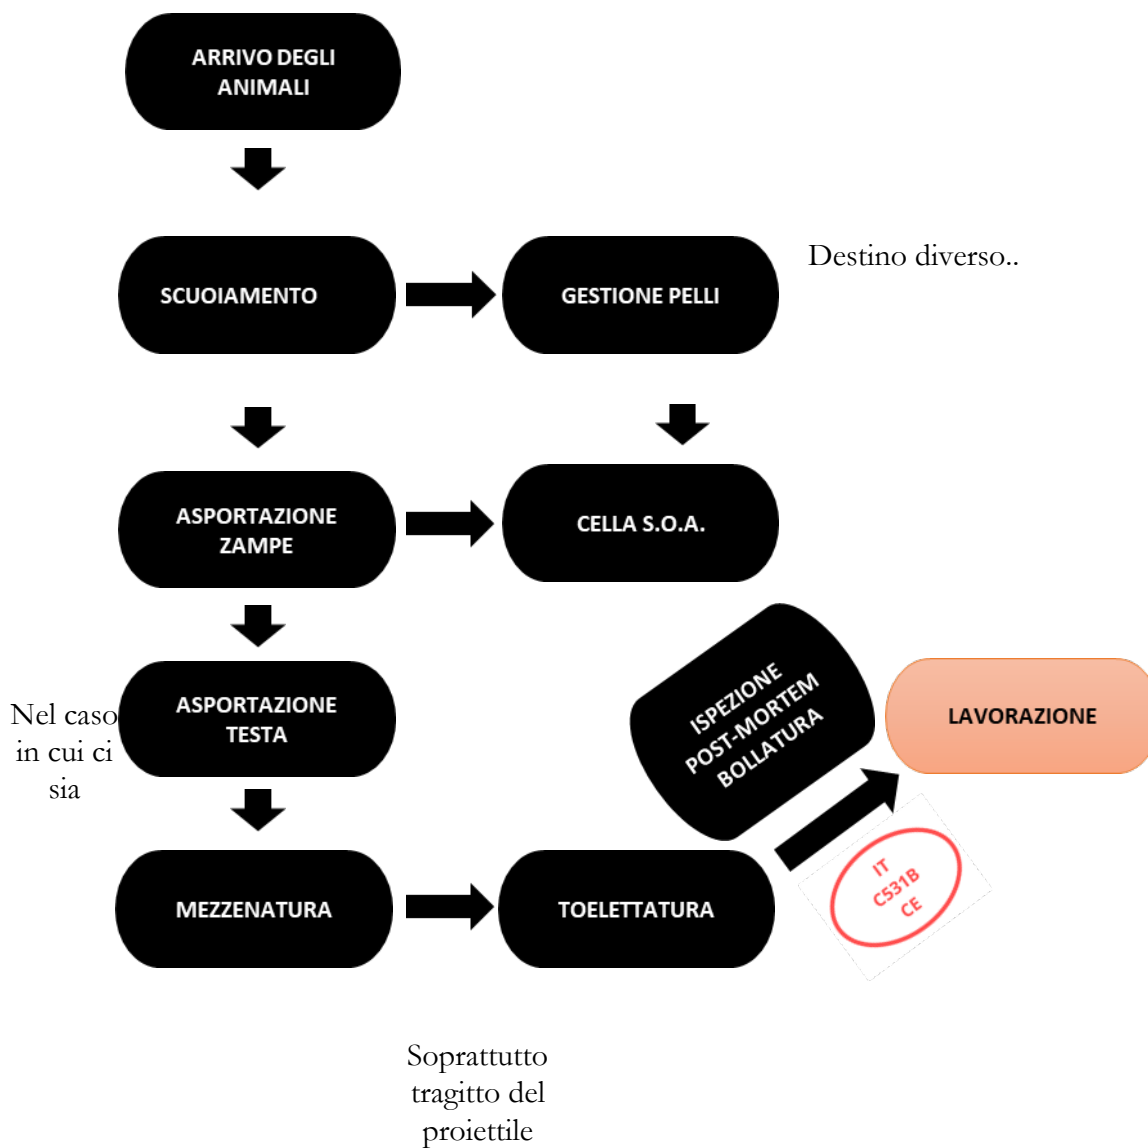 ARRIVO DEGLI
ANIMALI
SCUOIAMENTO
GESTIONE PELLI
Destino diverso..
ASPORTAZIONE
ZAMPE
CELLA S.O.A.
ASPORTAZIONE
TESTA
Nel caso
in cui ci
sia
ISPEZIONE
POST-MORTEM
BOLLATURA
LAVORAZIONE
MEZZENATURA
TOELETTATURA
IT
C531B
CE
Soprattutto
tragitto del
proiettile